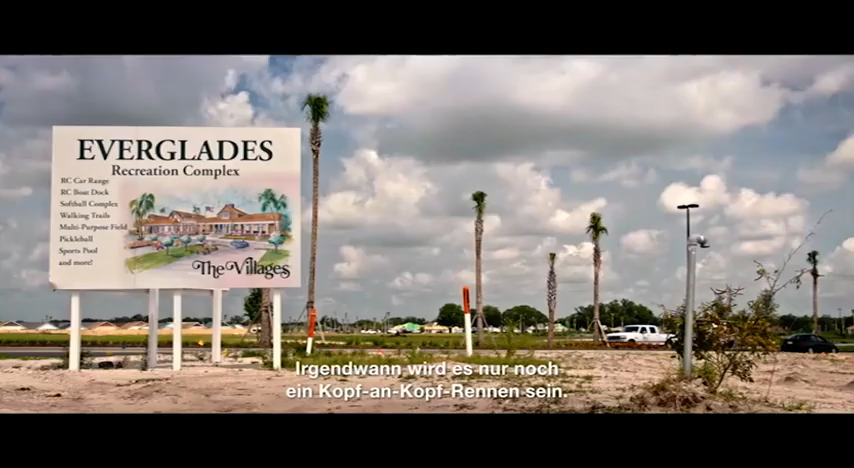 EVERGLADES
Recreation Complex
RC Car Range
RC Boat Dock
Softball Complex
Walking Trails
Multi-Purpose Field
Pickleball
Sports Pool
and more!
The Villages
Irgendwann wird es nur noch
ein Kopf-an-Kopf-Rennen sein.